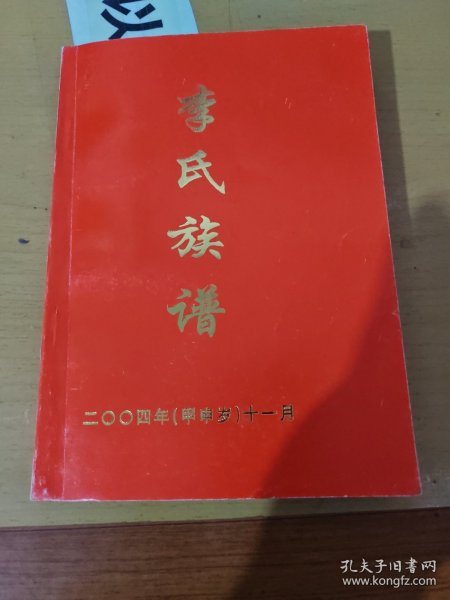 以
李氏族谱
二〇〇四年(甲申岁)十一月
孔夫子旧书网
www.kongfz.com